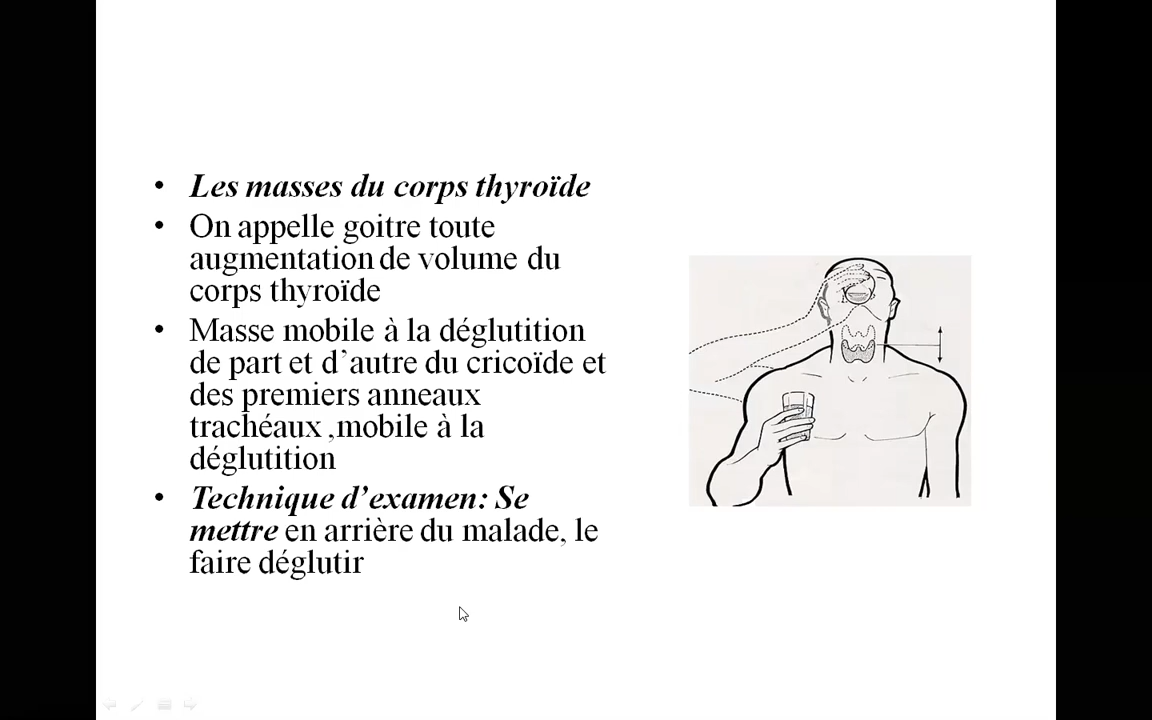 • Les masses du corps thyroïde
• On appelle goitre toute
augmentation de volume du
corps thyroïde
• Masse mobile à la déglutition
de part et d’autre du cricoïde et
des premiers anneaux
trachéaux ,mobile à la
déglutition
• Technique d’examen: Se
mettre en arrière du malade, le
faire déglutir